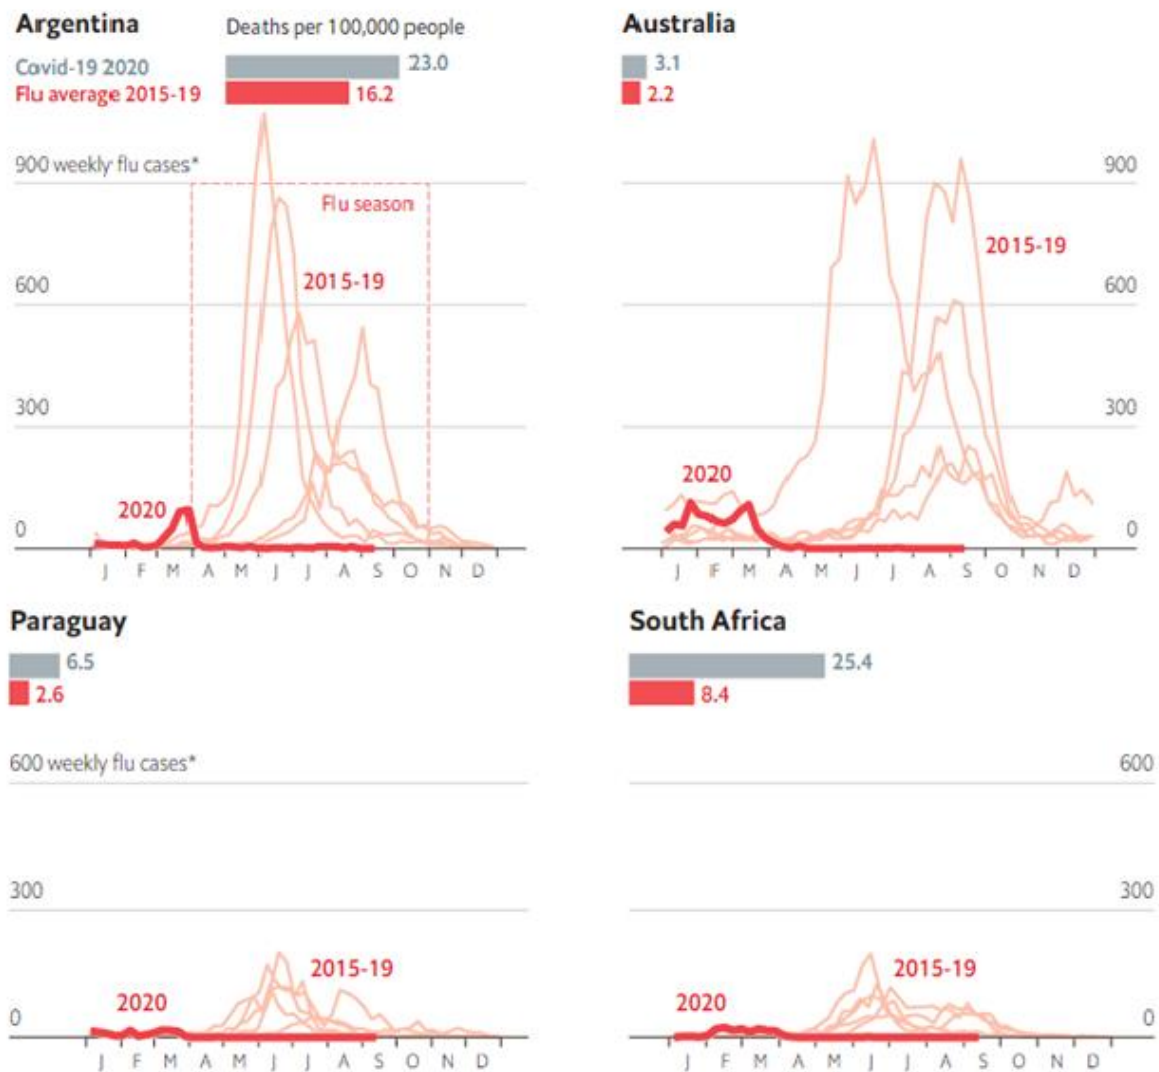 Argentina
Deaths per 100,000 people
Covid-19 2020
23.0
Flu average 2015-19
16.2
900 weekly flu cases*
Flu season
2015-19
600
300
2020
0
J F M A M J J A S O N D
Australia
3.1
2.2
900
2015-19
600
300
2020
0
J F M A M J J A S O N D
Paraguay
6.5
2.6
600 weekly flu cases*
300
2015-19
2020
0
J F M A M J J A S O N D
South Africa
25.4
8.4
600
300
2015-19
2020
0
J F M A M J J A S O N D